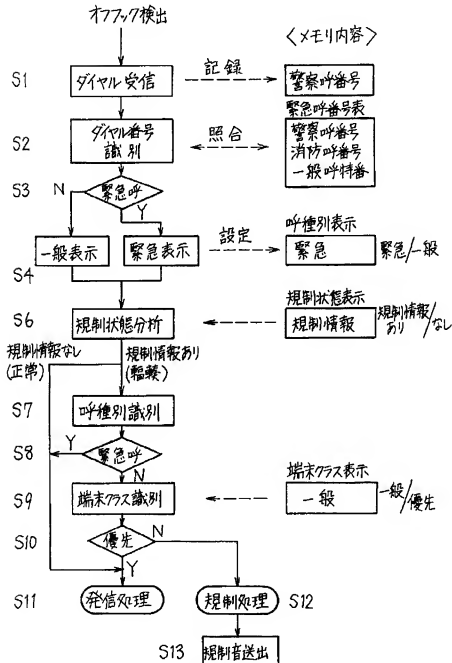 オフフック検出
〈メモリ内容〉
S1 ダイヤル受信 記録 警察呼番号
緊急呼番号表
S2 ダイヤル番号識別 照合 警察呼番号
消防呼番号
一般呼特番
S3 緊急呼
N Y
呼種別表示
一般表示 緊急表示 設定 緊急 緊急/一般
S4
規制状態表示
S6 規制状態分析 規制情報 規制情報あり/なし
規制情報なし(正常) 規制情報あり(輻輳)
S7 呼種別識別
S8 緊急呼 Y
N
端末クラス表示
S9 端末クラス識別 一般 一般/優先
S10 優先 N
Y
S11 発信処理 規制処理 S12
S13 規制音送出